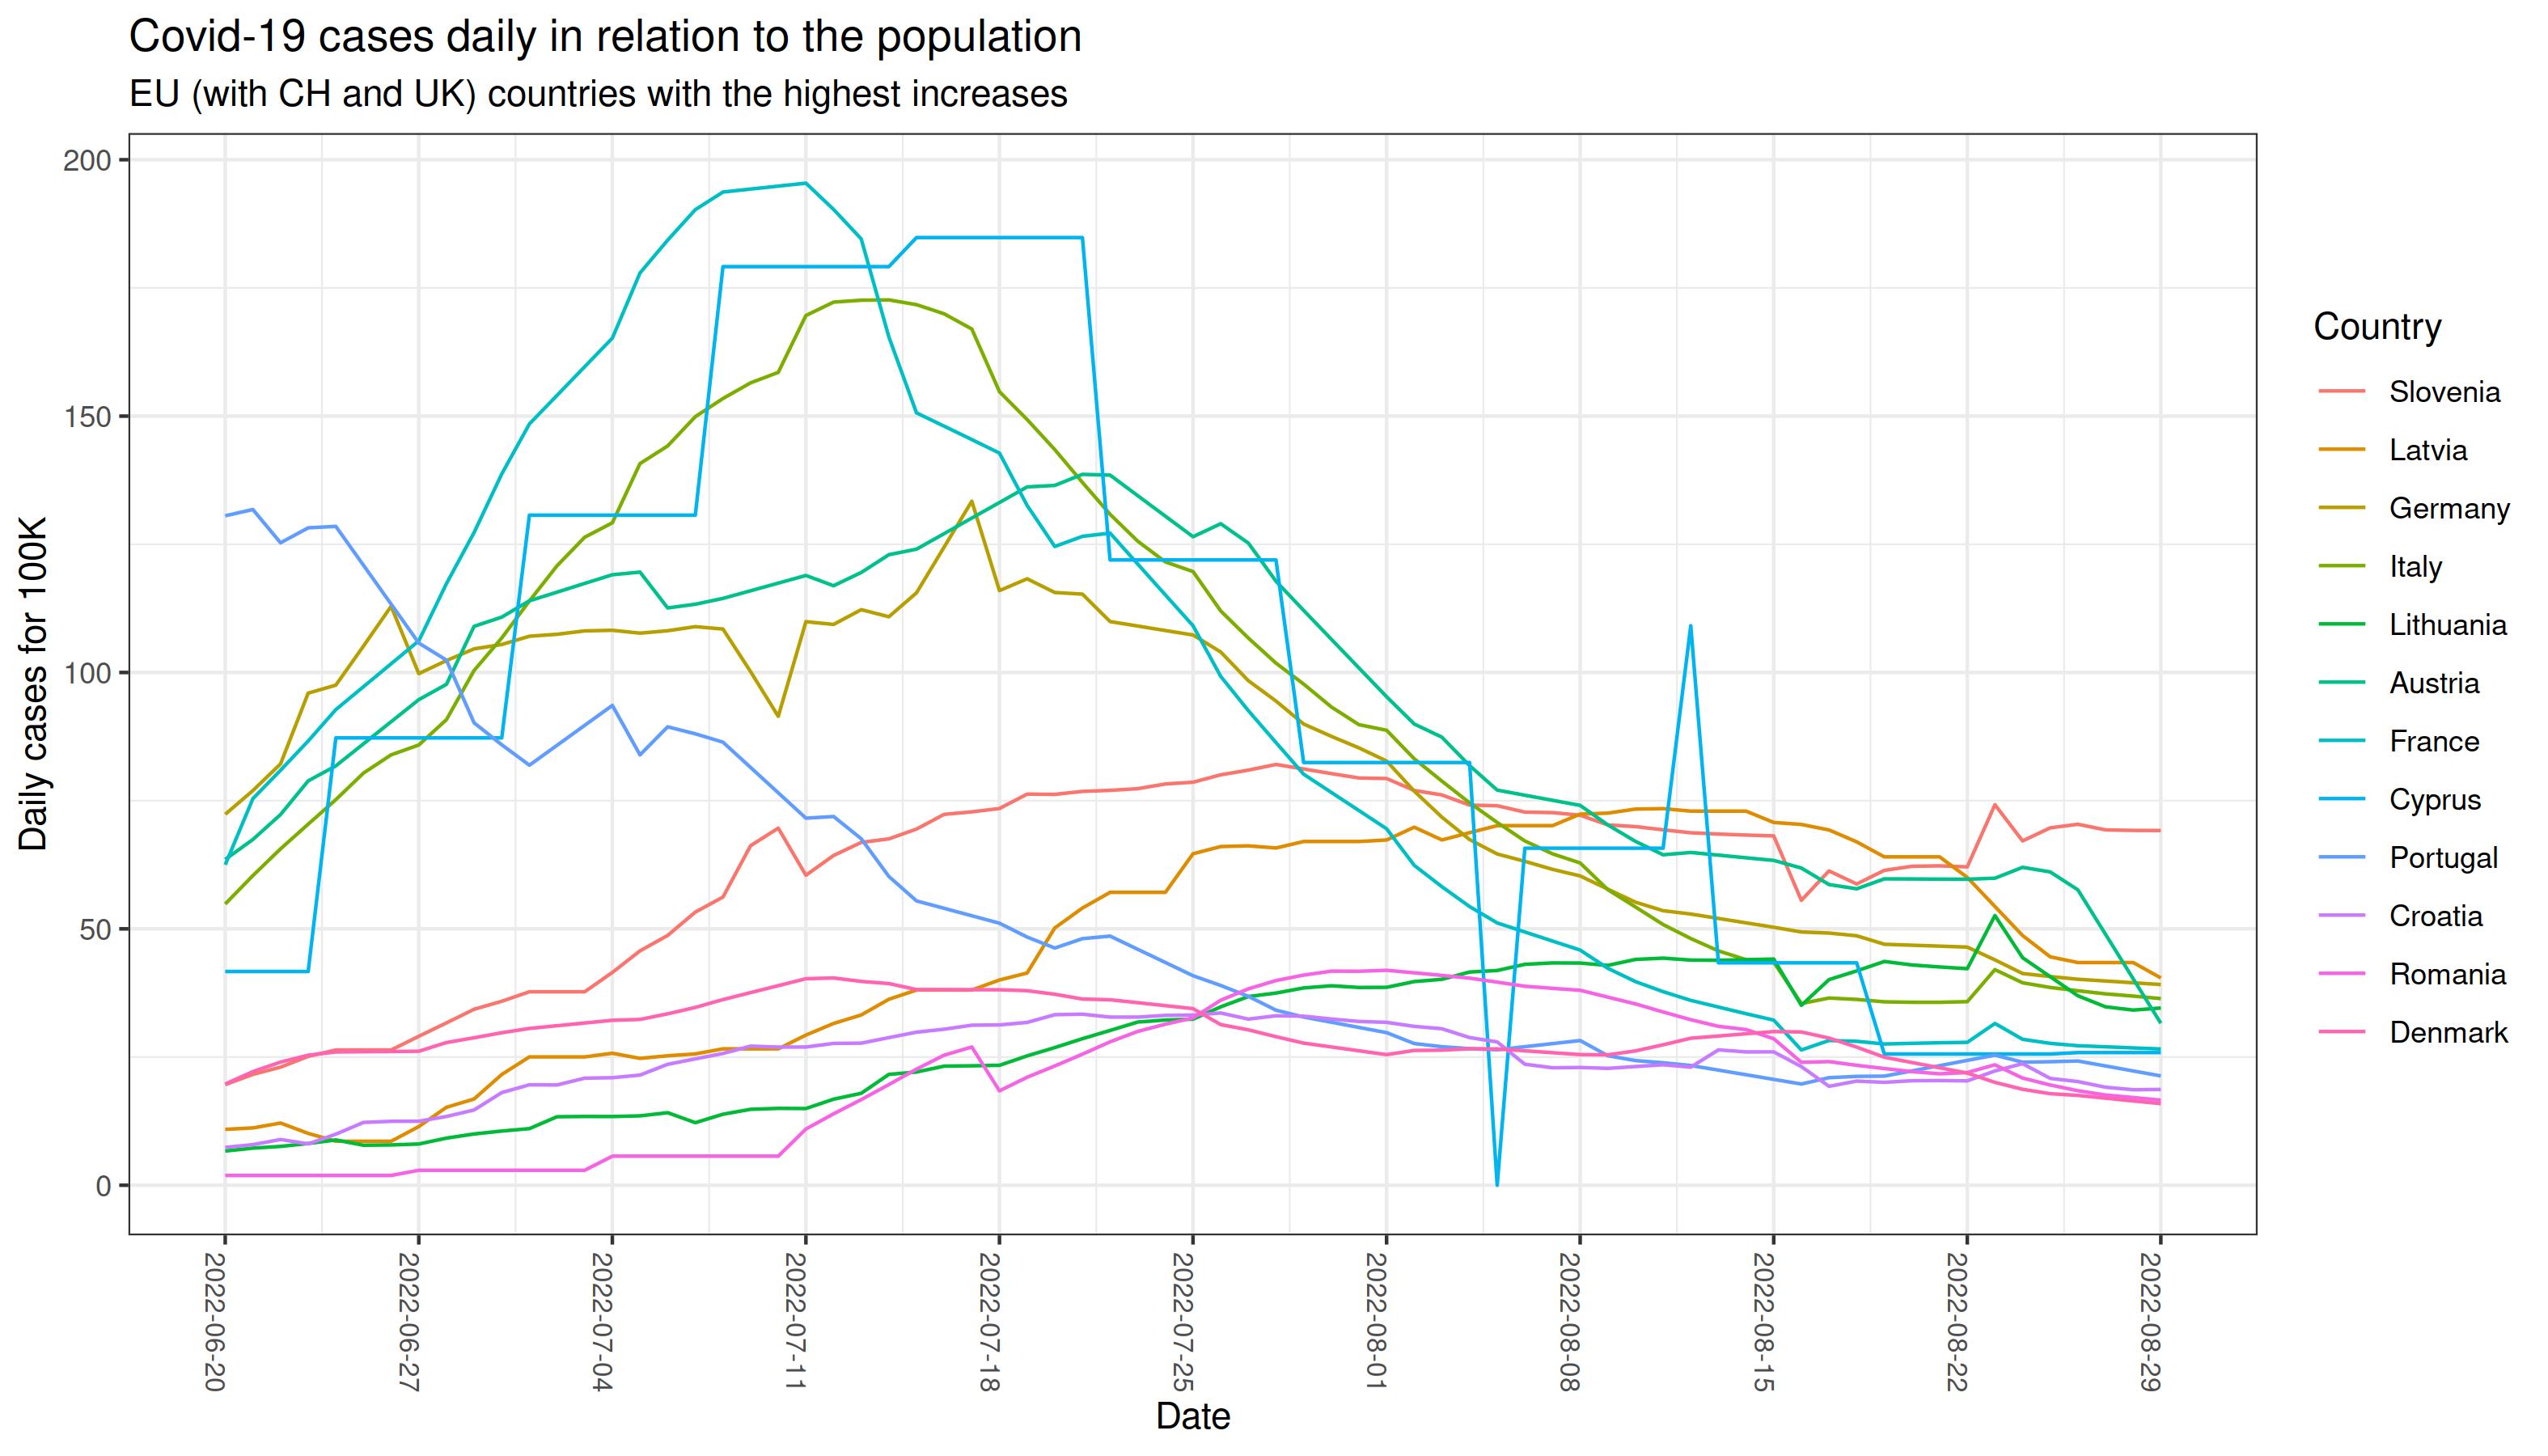 Covid-19 cases daily in relation to the population
EU (with CH and UK) countries with the highest increases
Daily cases for 100K
200
150
100
50
0
2022-06-20
2022-06-27
2022-07-04
2022-07-11
2022-07-18
2022-07-25
2022-08-01
2022-08-08
2022-08-15
2022-08-22
2022-08-29
Date
Country
Slovenia
Latvia
Germany
Italy
Lithuania
Austria
France
Cyprus
Portugal
Croatia
Romania
Denmark